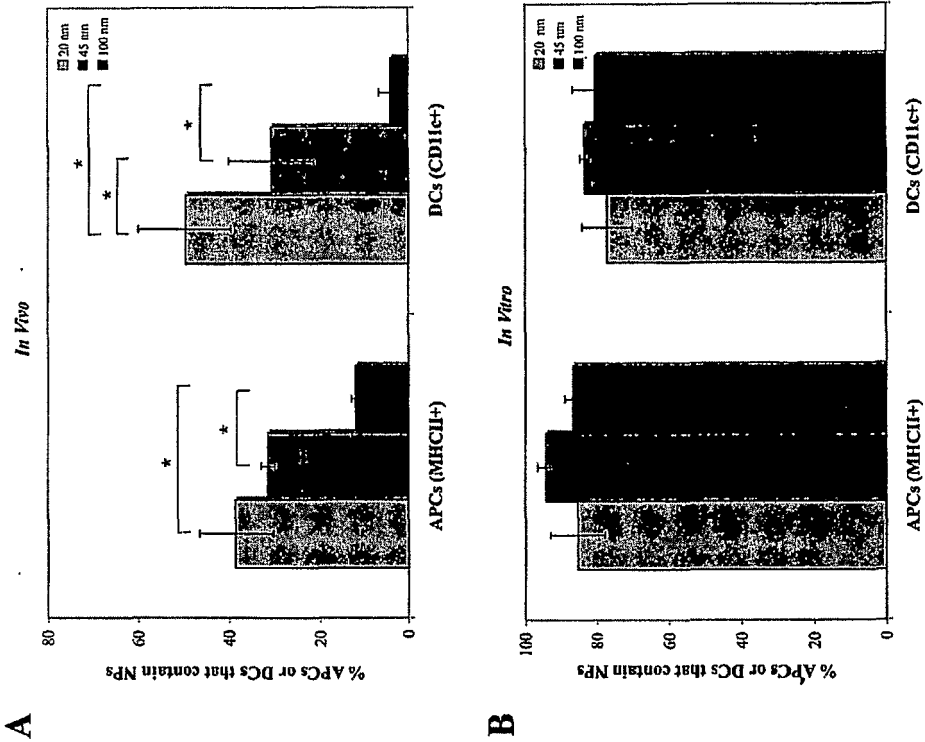 A
In Vivo
20 nm
45 nm
100 nm
% APCs or DCs that contain NPs
80
60
40
20
0
*
*
*
*
*
APCs (MHCII+)
DCs (CD11c+)
B
In Vitro
20 nm
45 nm
100 nm
% APCs or DCs that contain NPs
100
80
60
40
20
0
APCs (MHCII+)
DCs (CD11c+)